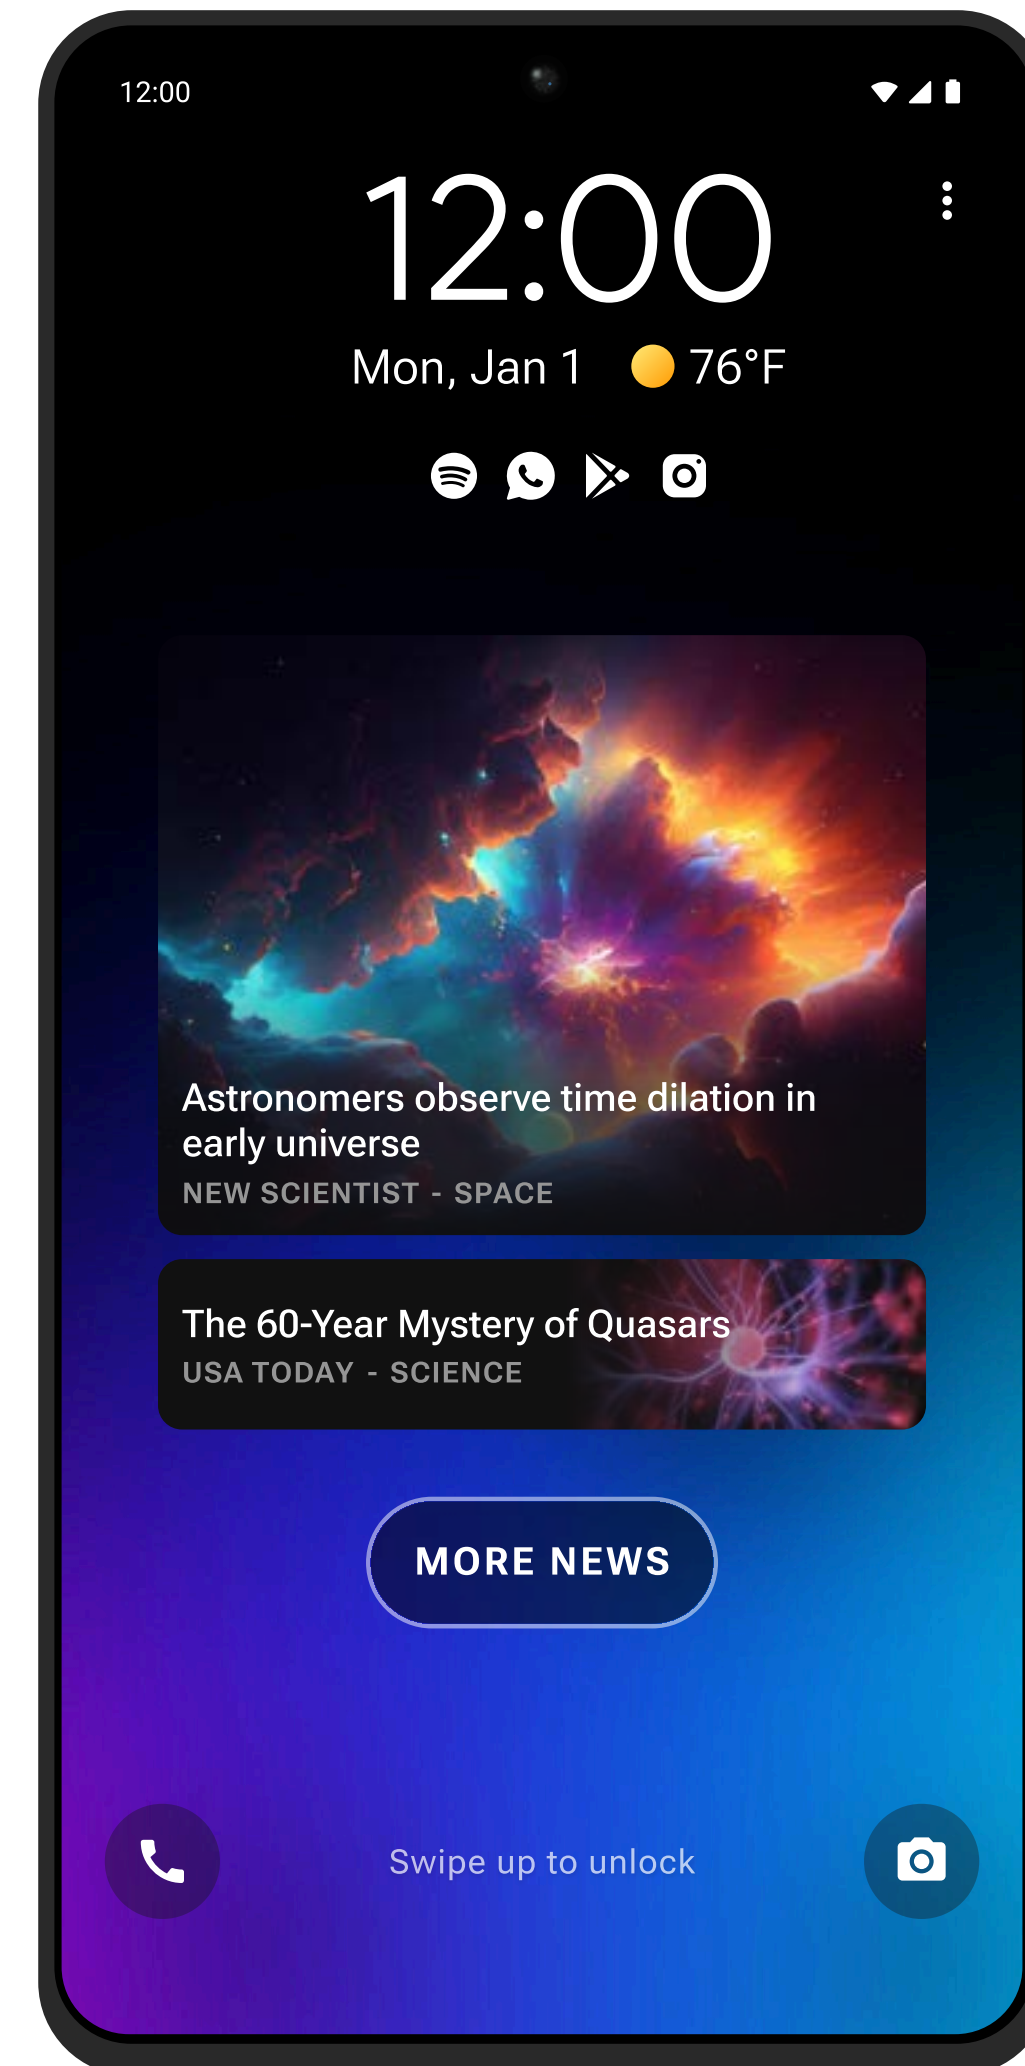 12:00
12:00
Mon, Jan 1 76°F
Astronomers observe time dilation in
early universe
NEW SCIENTIST - SPACE
The 60-Year Mystery of Quasars
USA TODAY - SCIENCE
MORE NEWS
Swipe up to unlock